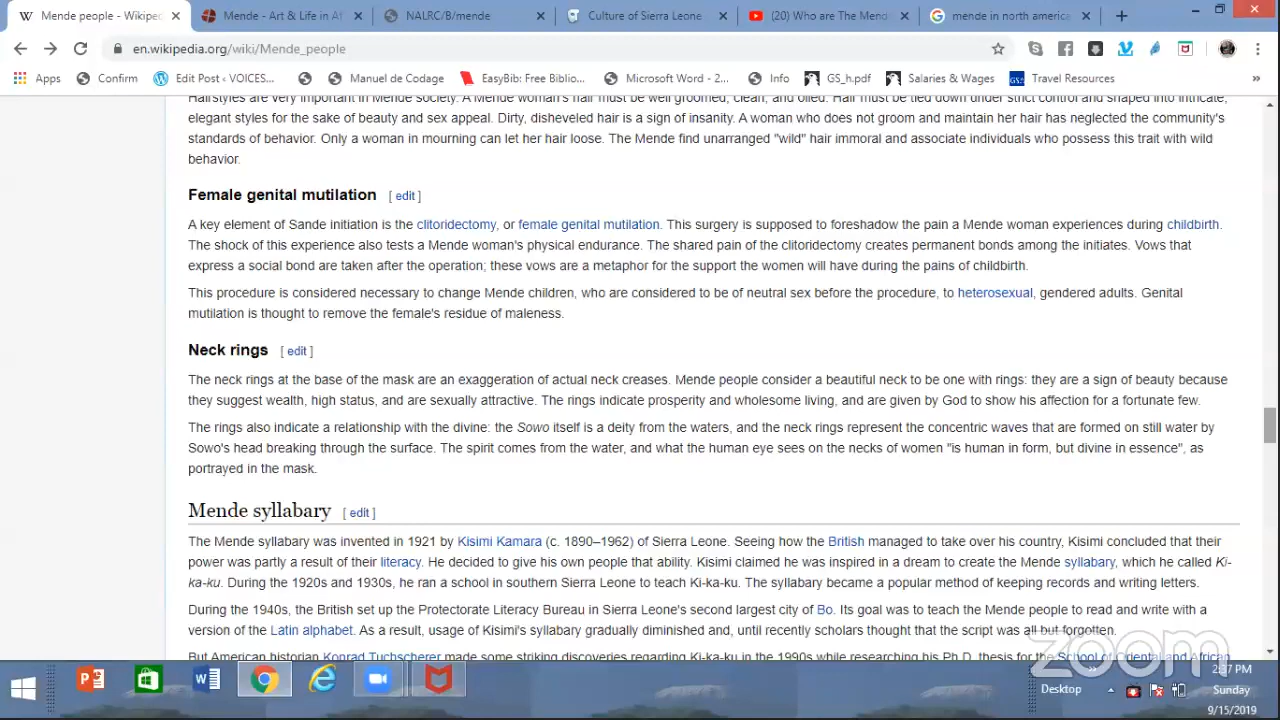 Mende people - Wikiped
Mende - Art & Life in Af
NALRC/B/mende
Culture of Sierra Leone
(20) Who are The Mend
mende in north america
en.wikipedia.org/wiki/Mende_people
Apps
Confirm
Edit Post ‹ VOICES...
Manuel de Codage
EasyBib: Free Biblio...
Microsoft Word - 2...
Info
GS_h.pdf
Salaries & Wages
Travel Resources
Hairstyles are very important in Mende society. A Mende woman's hair must be well groomed, clean, and oiled. Hair must be tied down under strict control and shaped into intricate,
elegant styles for the sake of beauty and sex appeal. Dirty, disheveled hair is a sign of insanity. A woman who does not groom and maintain her hair has neglected the community's
standards of behavior. Only a woman in mourning can let her hair loose. The Mende find unarranged "wild" hair immoral and associate individuals who possess this trait with wild
behavior.
Female genital mutilation [ edit ]
A key element of Sande initiation is the clitoridectomy, or female genital mutilation. This surgery is supposed to foreshadow the pain a Mende woman experiences during childbirth.
The shock of this experience also tests a Mende woman's physical endurance. The shared pain of the clitoridectomy creates permanent bonds among the initiates. Vows that
express a social bond are taken after the operation; these vows are a metaphor for the support the women will have during the pains of childbirth.
This procedure is considered necessary to change Mende children, who are considered to be of neutral sex before the procedure, to heterosexual, gendered adults. Genital
mutilation is thought to remove the female's residue of maleness.
Neck rings [ edit ]
The neck rings at the base of the mask are an exaggeration of actual neck creases. Mende people consider a beautiful neck to be one with rings: they are a sign of beauty because
they suggest wealth, high status, and are sexually attractive. The rings indicate prosperity and wholesome living, and are given by God to show his affection for a fortunate few.
The rings also indicate a relationship with the divine: the Sowo itself is a deity from the waters, and the neck rings represent the concentric waves that are formed on still water by
Sowo's head breaking through the surface. The spirit comes from the water, and what the human eye sees on the necks of women "is human in form, but divine in essence", as
portrayed in the mask.
Mende syllabary [ edit ]
The Mende syllabary was invented in 1921 by Kisimi Kamara (c. 1890–1962) of Sierra Leone. Seeing how the British managed to take over his country, Kisimi concluded that their
power was partly a result of their literacy. He decided to give his own people that ability. Kisimi claimed he was inspired in a dream to create the Mende syllabary, which he called Ki-
ka-ku. During the 1920s and 1930s, he ran a school in southern Sierra Leone to teach Ki-ka-ku. The syllabary became a popular method of keeping records and writing letters.
During the 1940s, the British set up the Protectorate Literacy Bureau in Sierra Leone's second largest city of Bo. Its goal was to teach the Mende people to read and write with a
version of the Latin alphabet. As a result, usage of Kisimi's syllabary gradually diminished and, until recently scholars thought that the script was all but forgotten.
But American historian Konrad Tuchscherer made some striking discoveries regarding Ki-ka-ku in the 1990s while researching his Ph.D. thesis for the School of Oriental and African
zoom
Desktop
2:37 PM
Sunday
9/15/2019